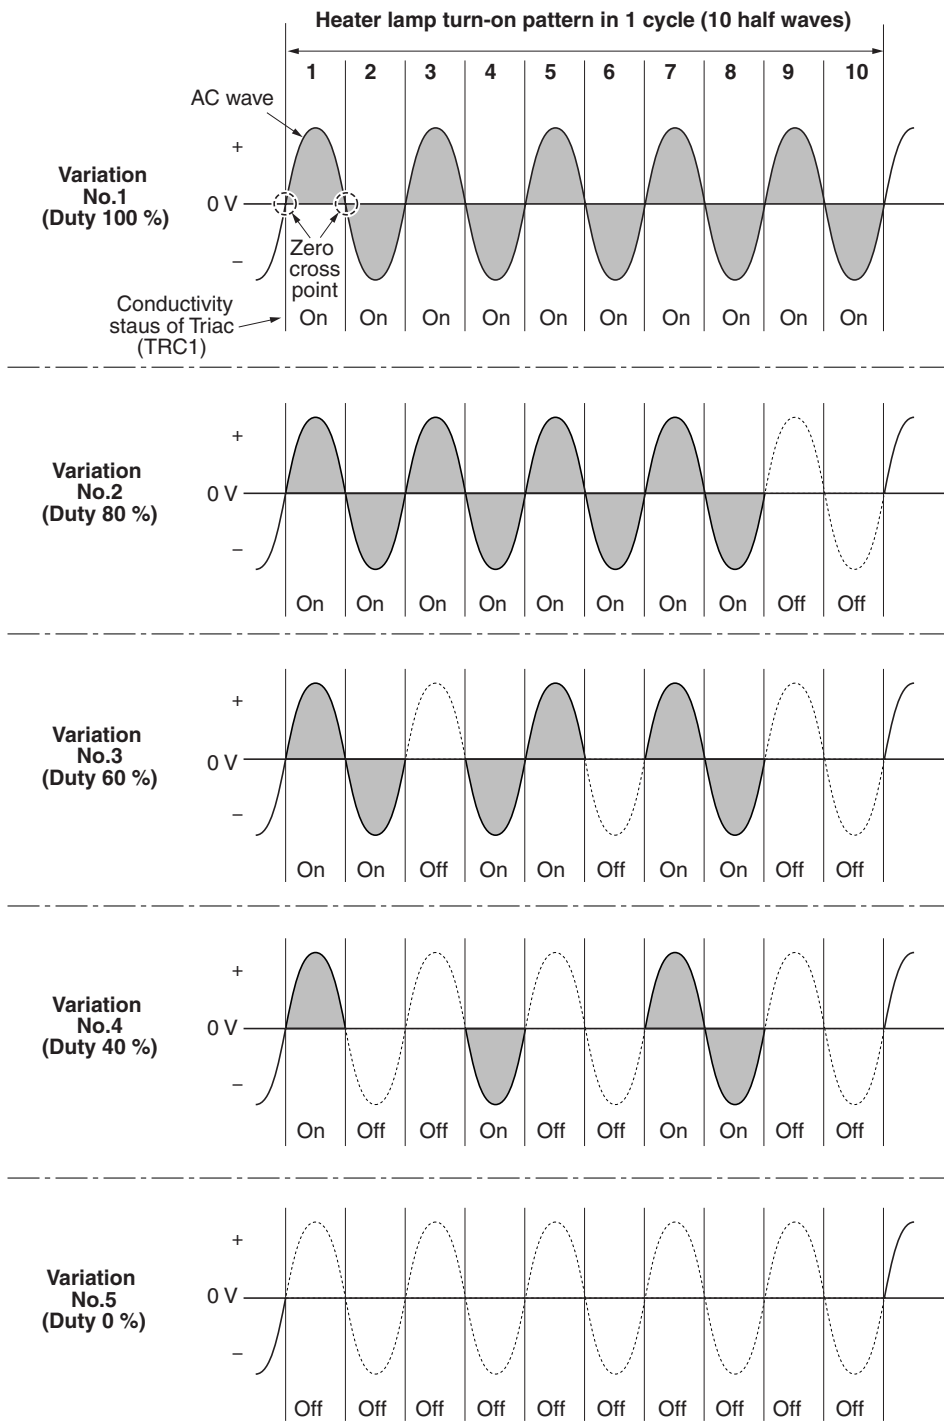 Heater lamp turn-on pattern in 1 cycle (10 half waves)
1 2 3 4 5 6 7 8 9 10
AC wave
+
Variation
No.1
(Duty 100 %)
0 V
Zero
cross
point
−
Conductivity
staus of Triac
(TRC1)
On On On On On On On On On On
+
Variation
No.2
(Duty 80 %)
0 V
−
On On On On On On On On Off Off
+
Variation
No.3
(Duty 60 %)
0 V
−
On On Off On On Off On On Off Off
+
Variation
No.4
(Duty 40 %)
0 V
−
On Off Off On Off Off On On Off Off
+
Variation
No.5
(Duty 0 %)
0 V
−
Off Off Off Off Off Off Off Off Off Off